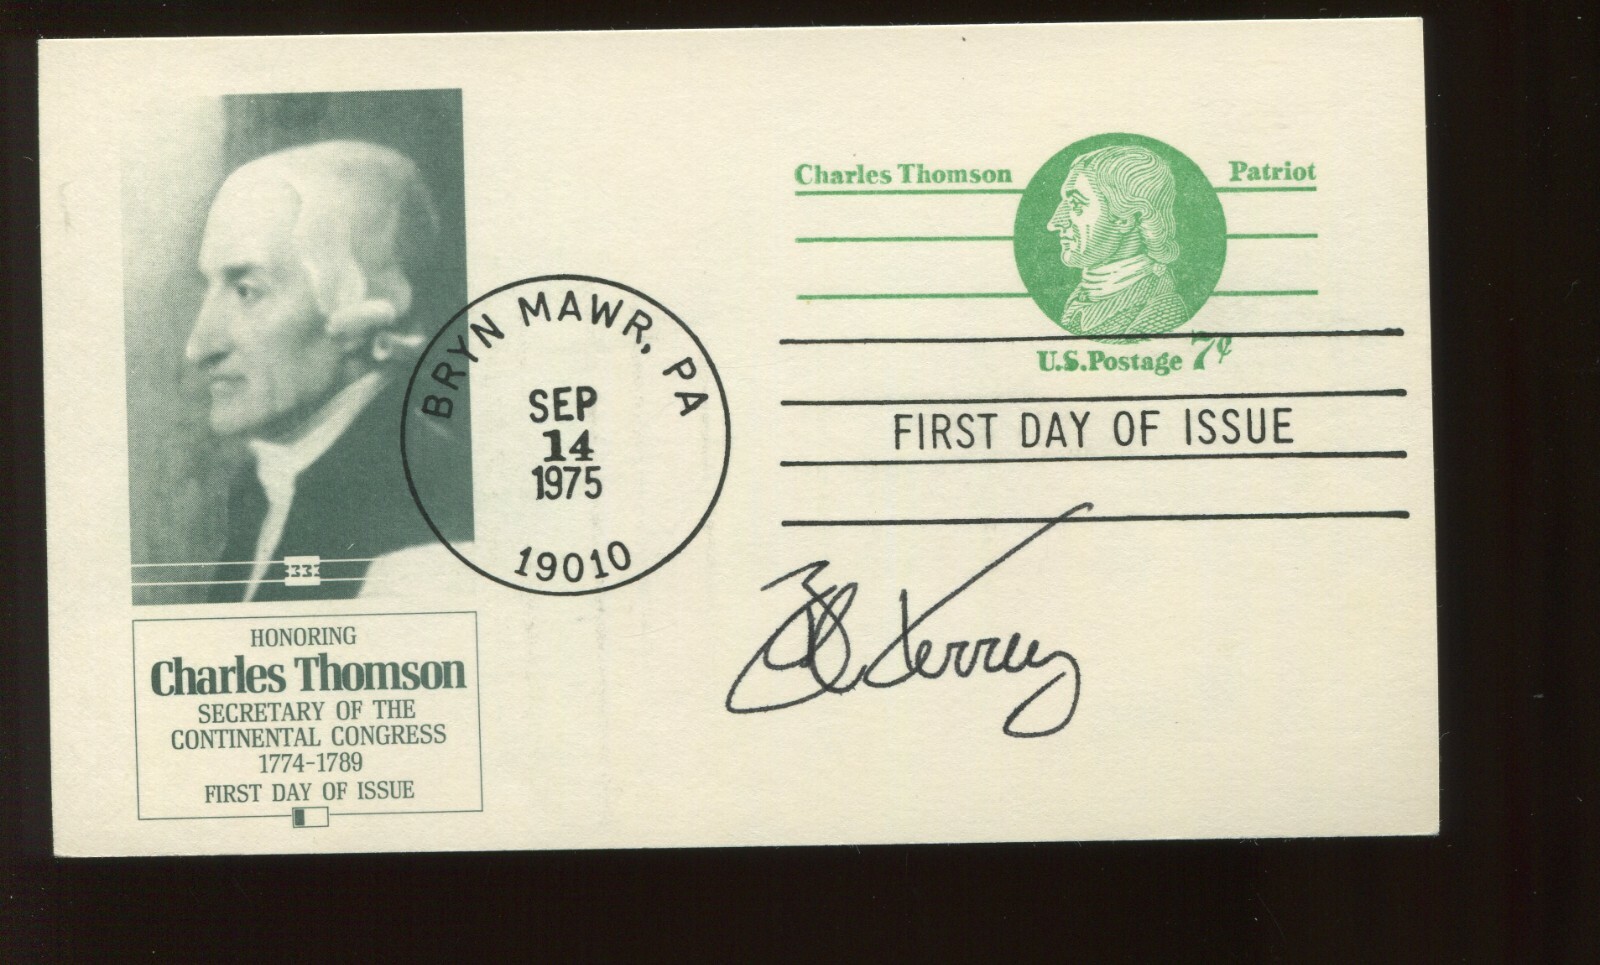 Charles Thomson Patriot
U.S.Postage 7¢
BRYN MAWR, PA
SEP
14
1975
19010
FIRST DAY OF ISSUE
HONORING
Charles Thomson
SECRETARY OF THE
CONTINENTAL CONGRESS
1774-1789
FIRST DAY OF ISSUE
Kerrey